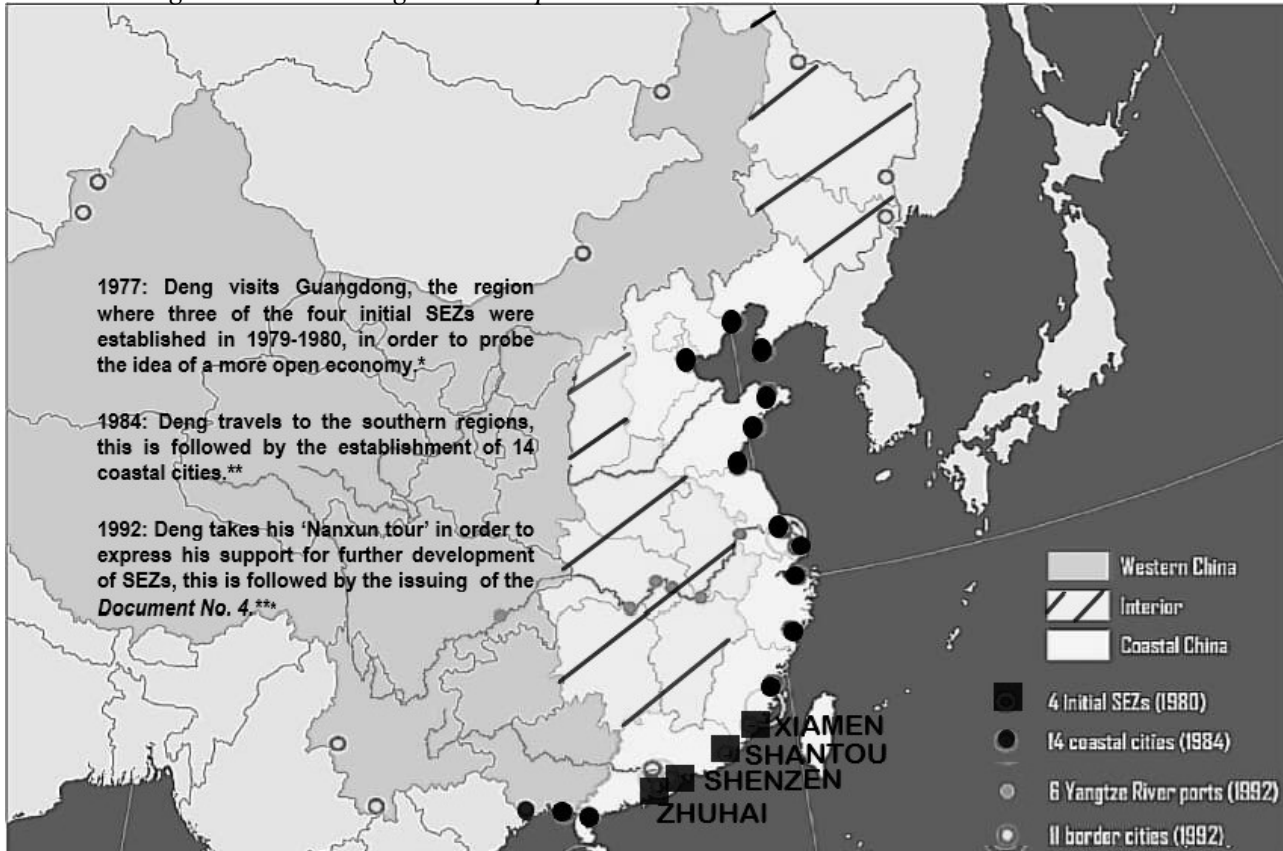 1977: Deng visits Guangdong, the region
where three of the four initial SEZs were
established in 1979-1980, in order to probe
the idea of a more open economy.*
1984: Deng travels to the southern regions,
this is followed by the establishment of 14
coastal cities.**
1992: Deng takes his ‘Nanxun tour’ in order to
express his support for further development
of SEZs, this is followed by the issuing of the
Document No. 4.***
Western China
Interior
Coastal China
4 Initial SEZs (1980)
14 coastal cities (1984)
6 Yangtze River ports (1992)
11 border cities (1992)
XIAMEN
SHANTOU
SHENZEN
ZHUHAI